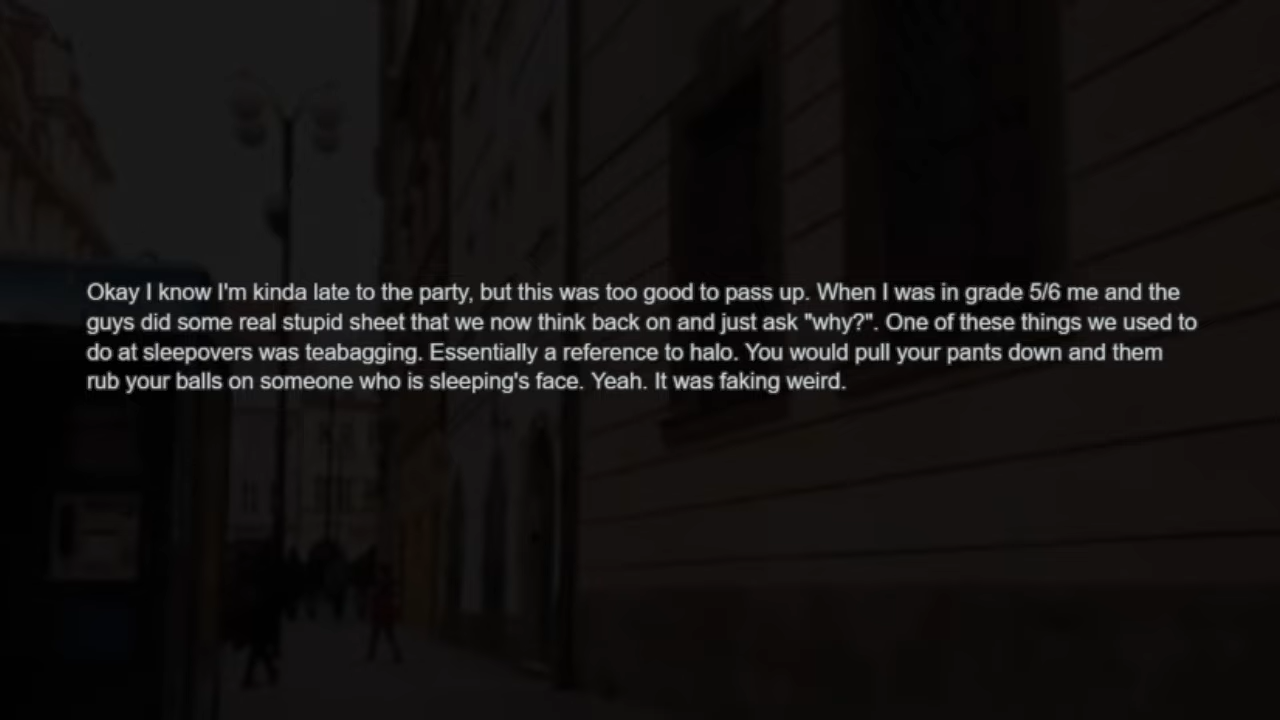 Okay I know I'm kinda late to the party, but this was too good to pass up. When I was in grade 5/6 me and the
guys did some real stupid sheet that we now think back on and just ask "why?". One of these things we used to
do at sleepovers was teabagging. Essentially a reference to halo. You would pull your pants down and them
rub your balls on someone who is sleeping's face. Yeah. It was faking weird.